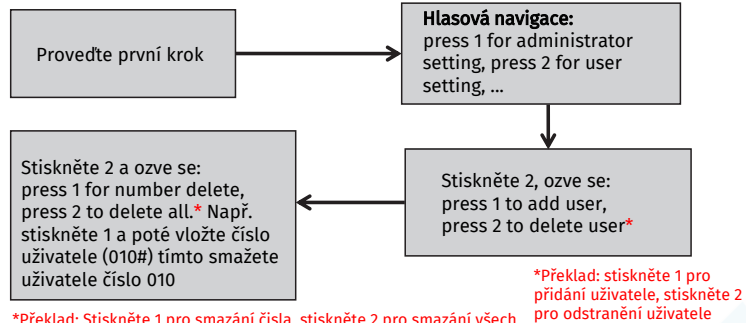 Proveďte první krok
Hlasová navigace:
press 1 for administrator
setting, press 2 for user
setting, ...
Stiskněte 2, ozve se:
press 1 to add user,
press 2 to delete user*
*Překlad: stiskněte 1 pro
přidání uživatele, stiskněte 2
pro odstranění uživatele
Stiskněte 2 a ozve se:
press 1 for number delete,
press 2 to delete all.* Např.
stiskněte 1 a poté vložte číslo
uživatele (010#) tímto smažete
uživatele číslo 010
*Překlad: Stiskněte 1 pro smazání čisla, stiskněte 2 pro smazání všech